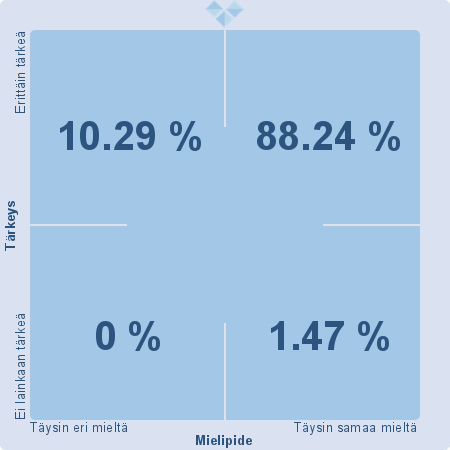 Erittäin tärkeä
10.29 %
88.24 %
Tärkeys
0 %
1.47 %
Ei lainkaan tärkeä
Täysin eri mieltä
Täysin samaa mieltä
Mielipide